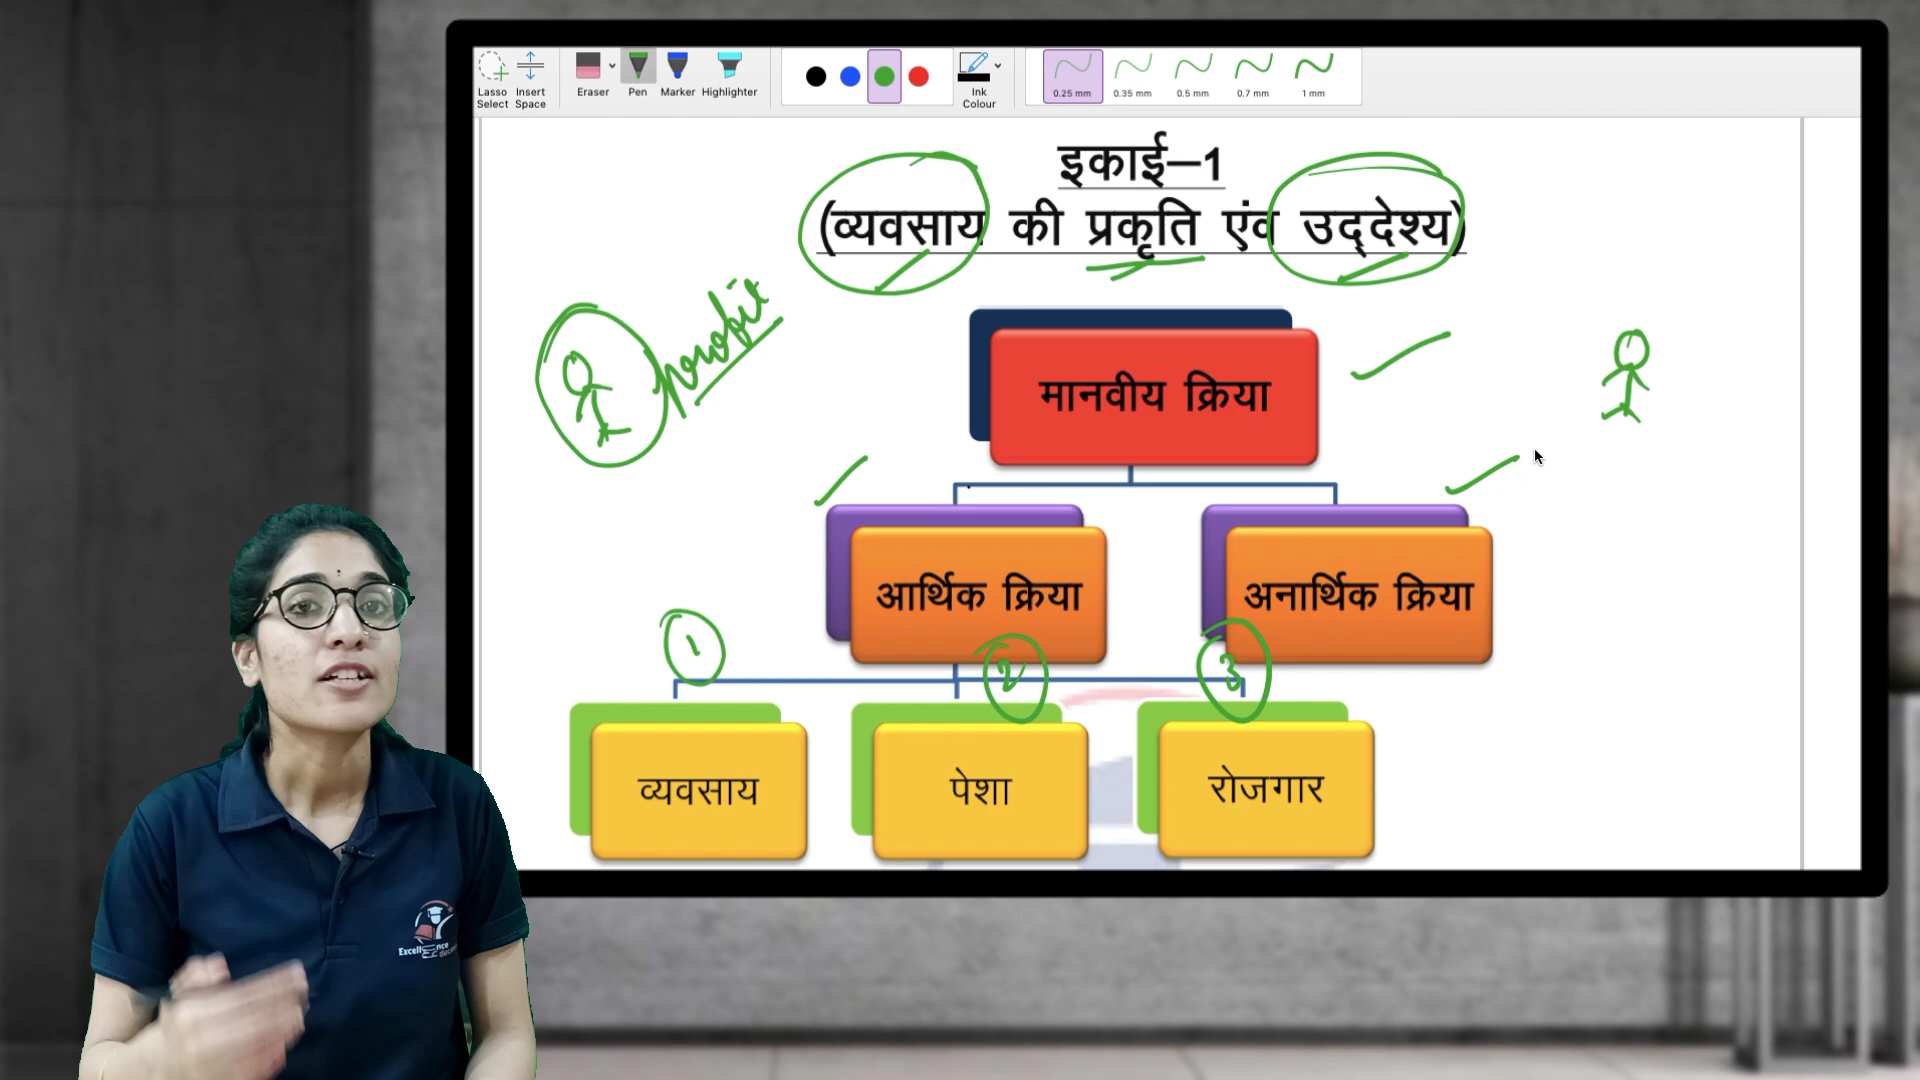 Lasso Select
Insert Space
Eraser
Pen
Marker
Highlighter
Ink Colour
0.25 mm
0.35 mm
0.5 mm
0.7 mm
1 mm
इकाई–1
(व्यवसाय की प्रकृति एंव उद्देश्य)
porofit
मानवीय क्रिया
आर्थिक क्रिया
अनार्थिक क्रिया
1
2
3
व्यवसाय
पेशा
रोजगार